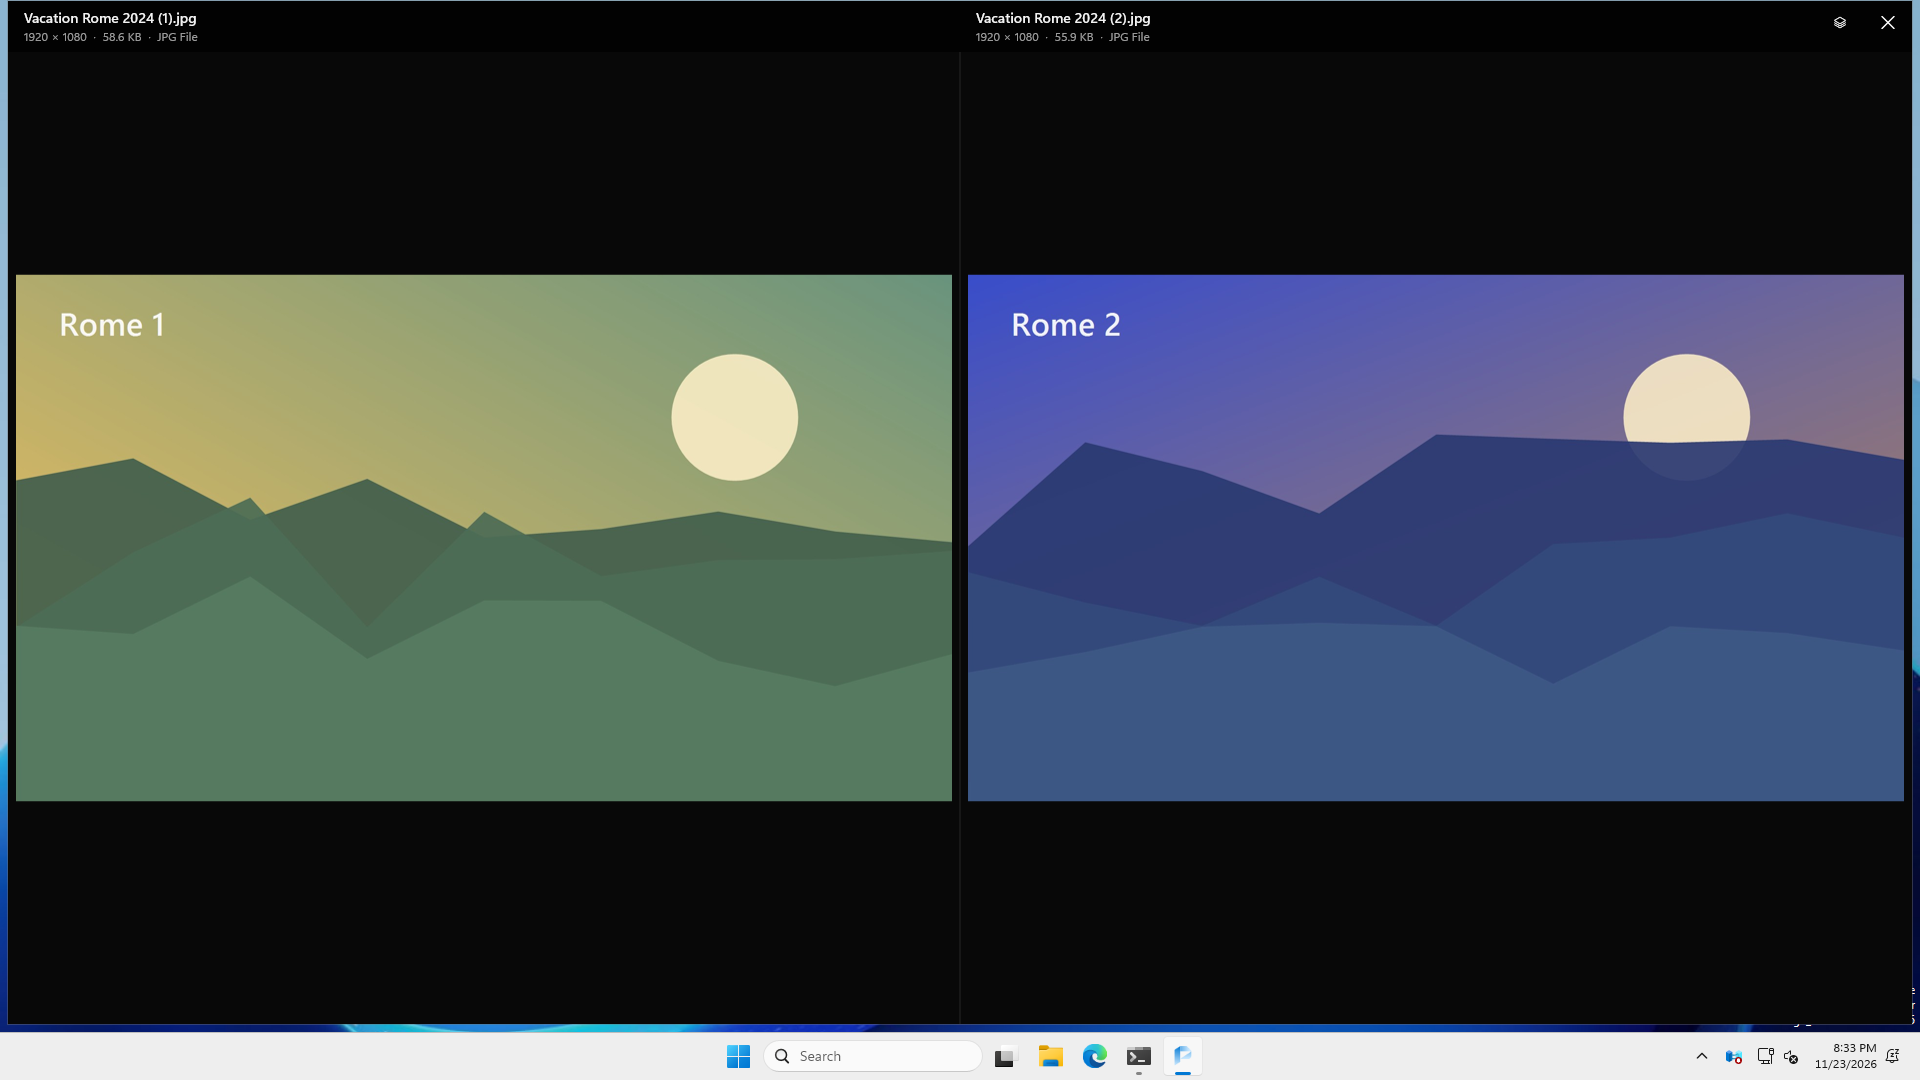 Vacation Rome 2024 (1).jpg
1920 × 1080 · 58.6 KB · JPG File
Vacation Rome 2024 (2).jpg
1920 × 1080 · 55.9 KB · JPG File
Rome 1
Rome 2
Search
8:33 PM
11/23/2026